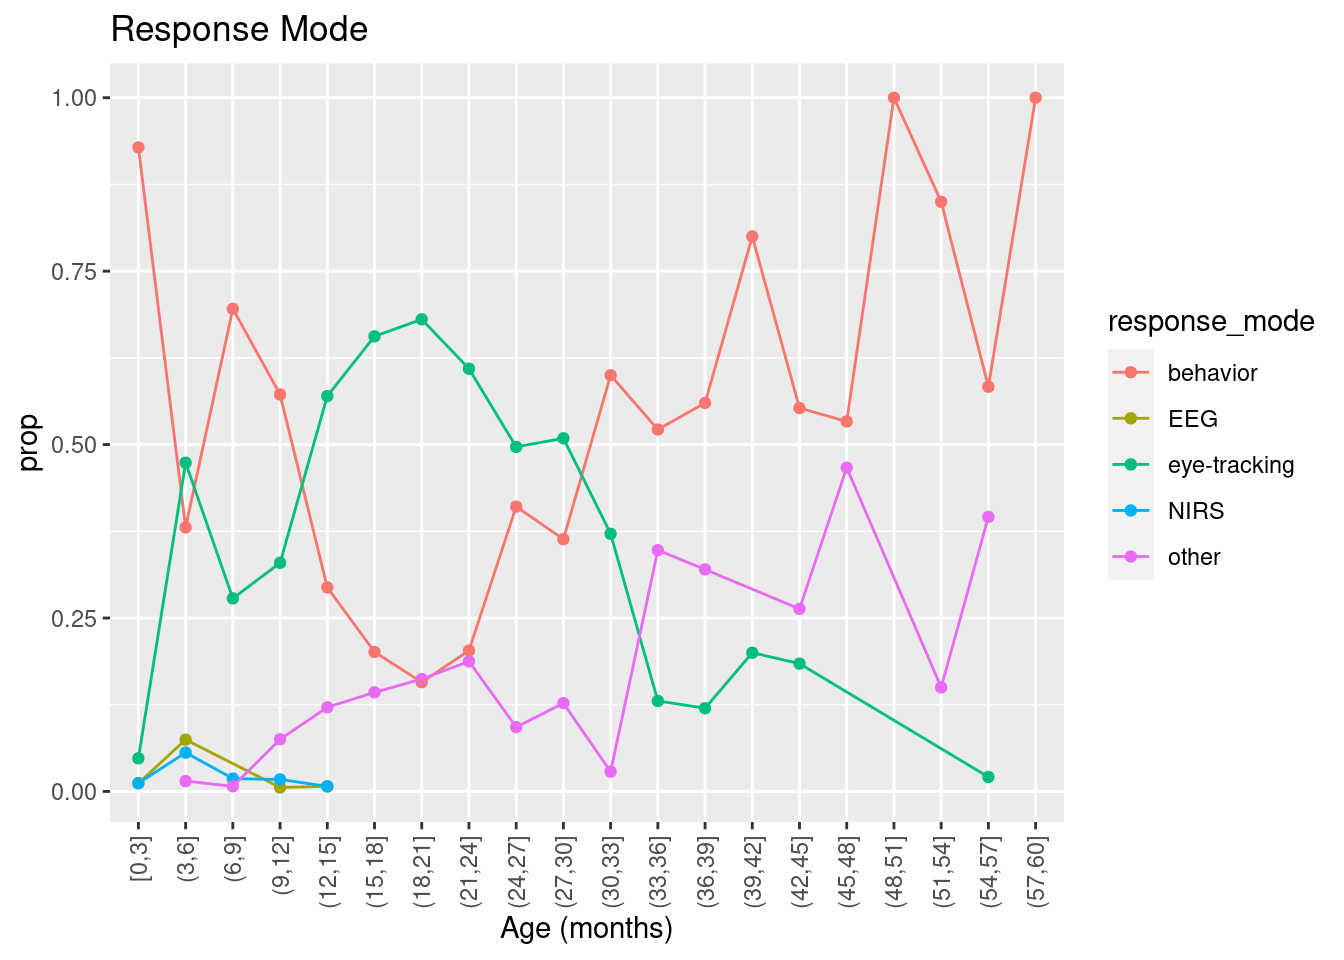 Response Mode
1.00
0.75
0.50
0.25
0.00
prop
[0,3]
(3,6]
(6,9]
(9,12]
(12,15]
(15,18]
(18,21]
(21,24]
(24,27]
(27,30]
(30,33]
(33,36]
(36,39]
(39,42]
(42,45]
(45,48]
(48,51]
(51,54]
(54,57]
(57,60]
Age (months)
response_mode
behavior
EEG
eye-tracking
NIRS
other